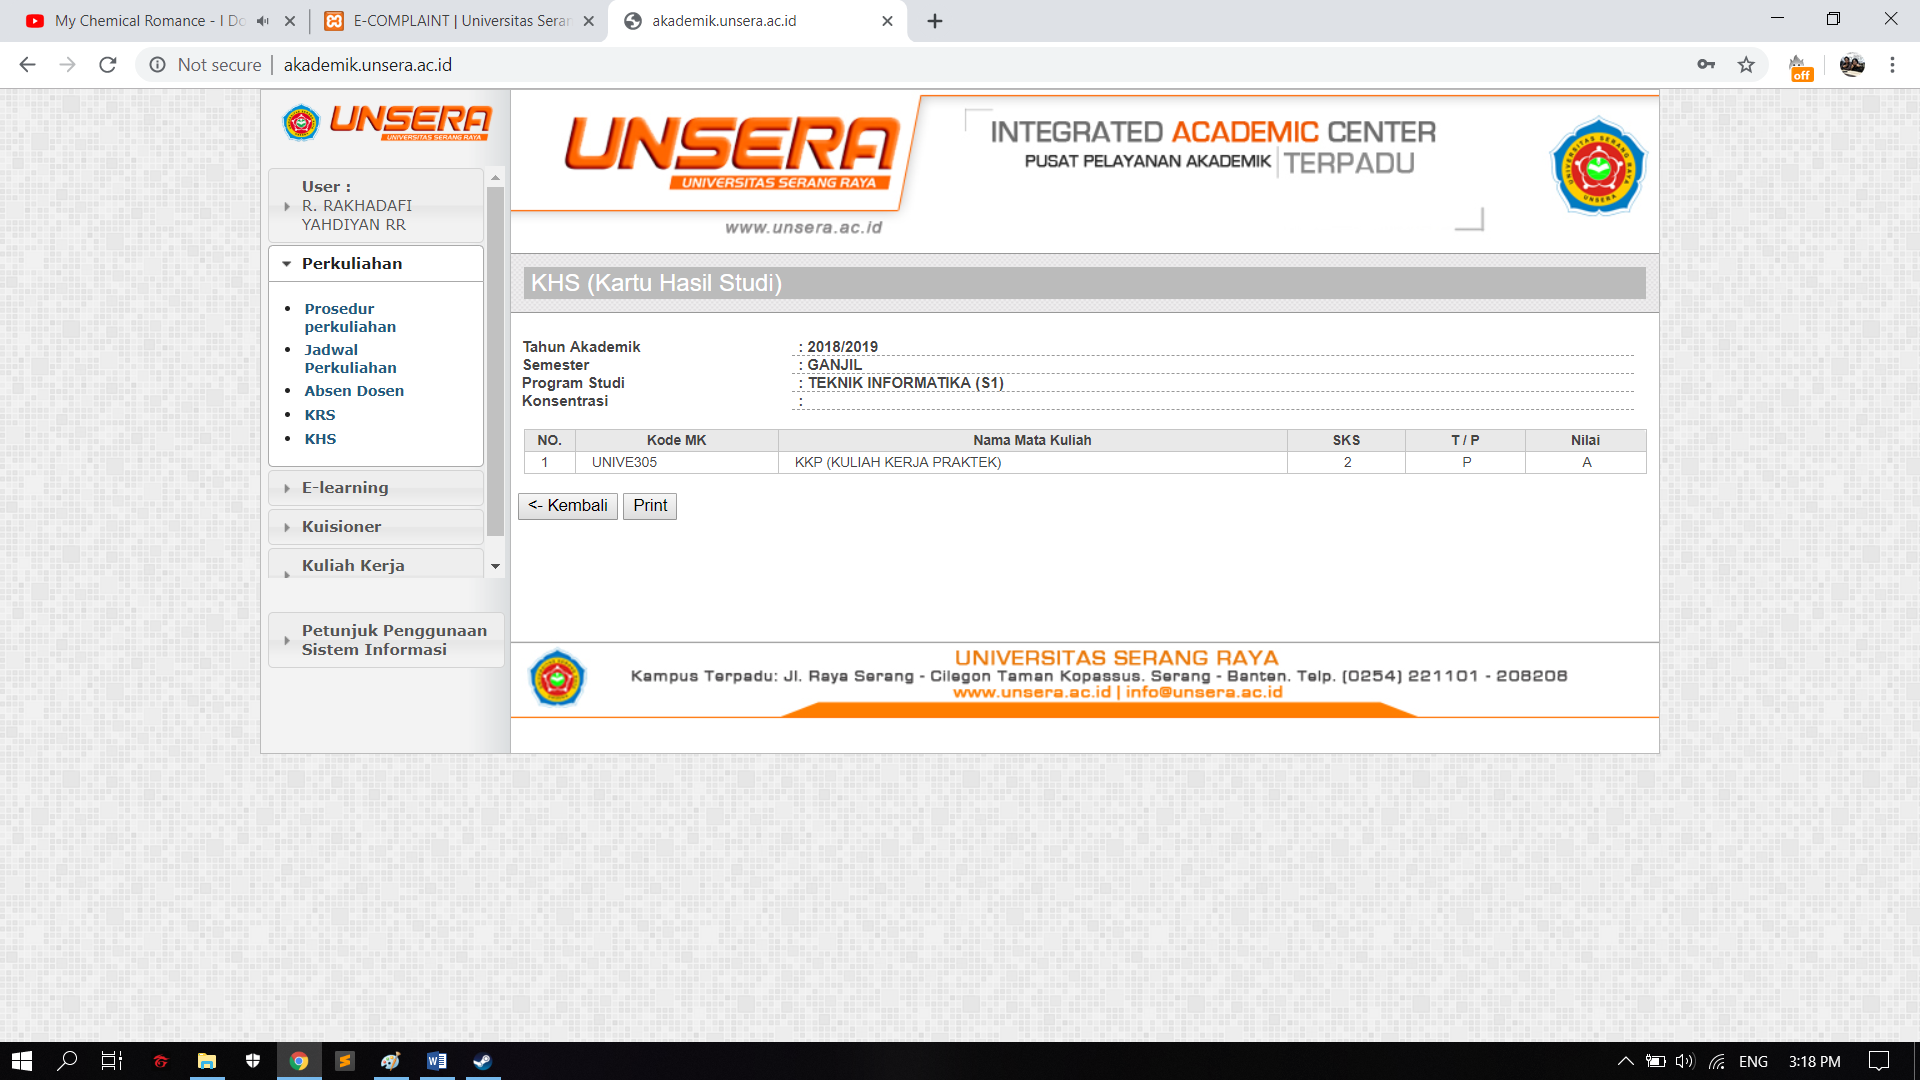 My Chemical Romance - I Do
E-COMPLAINT | Universitas Seran
akademik.unsera.ac.id
Not secure | akademik.unsera.ac.id
off
UNSERA
UNIVERSITAS SERANG RAYA
User :
R. RAKHADAFI
YAHDIYAN RR
Perkuliahan
Prosedur
perkuliahan
Jadwal
Perkuliahan
Absen Dosen
KRS
KHS
E-learning
Kuisioner
Kuliah Kerja
Petunjuk Penggunaan
Sistem Informasi
UNSERA
UNIVERSITAS SERANG RAYA
www.unsera.ac.id
INTEGRATED ACADEMIC CENTER
PUSAT PELAYANAN AKADEMIK TERPADU
UNIVERSITAS SERANG RAYA
UNSERA
KHS (Kartu Hasil Studi)
Tahun Akademik : 2018/2019
Semester : GANJIL
Program Studi : TEKNIK INFORMATIKA (S1)
Konsentrasi :
NO. Kode MK Nama Mata Kuliah SKS T / P Nilai
1 UNIVE305 KKP (KULIAH KERJA PRAKTEK) 2 P A
<- Kembali Print
UNIVERSITAS SERANG RAYA
Kampus Terpadu: Jl. Raya Serang - Cilegon Taman Kopassus. Serang - Banten. Telp. (0254) 221101 - 208208
www.unsera.ac.id | info@unsera.ac.id
ENG 3:18 PM